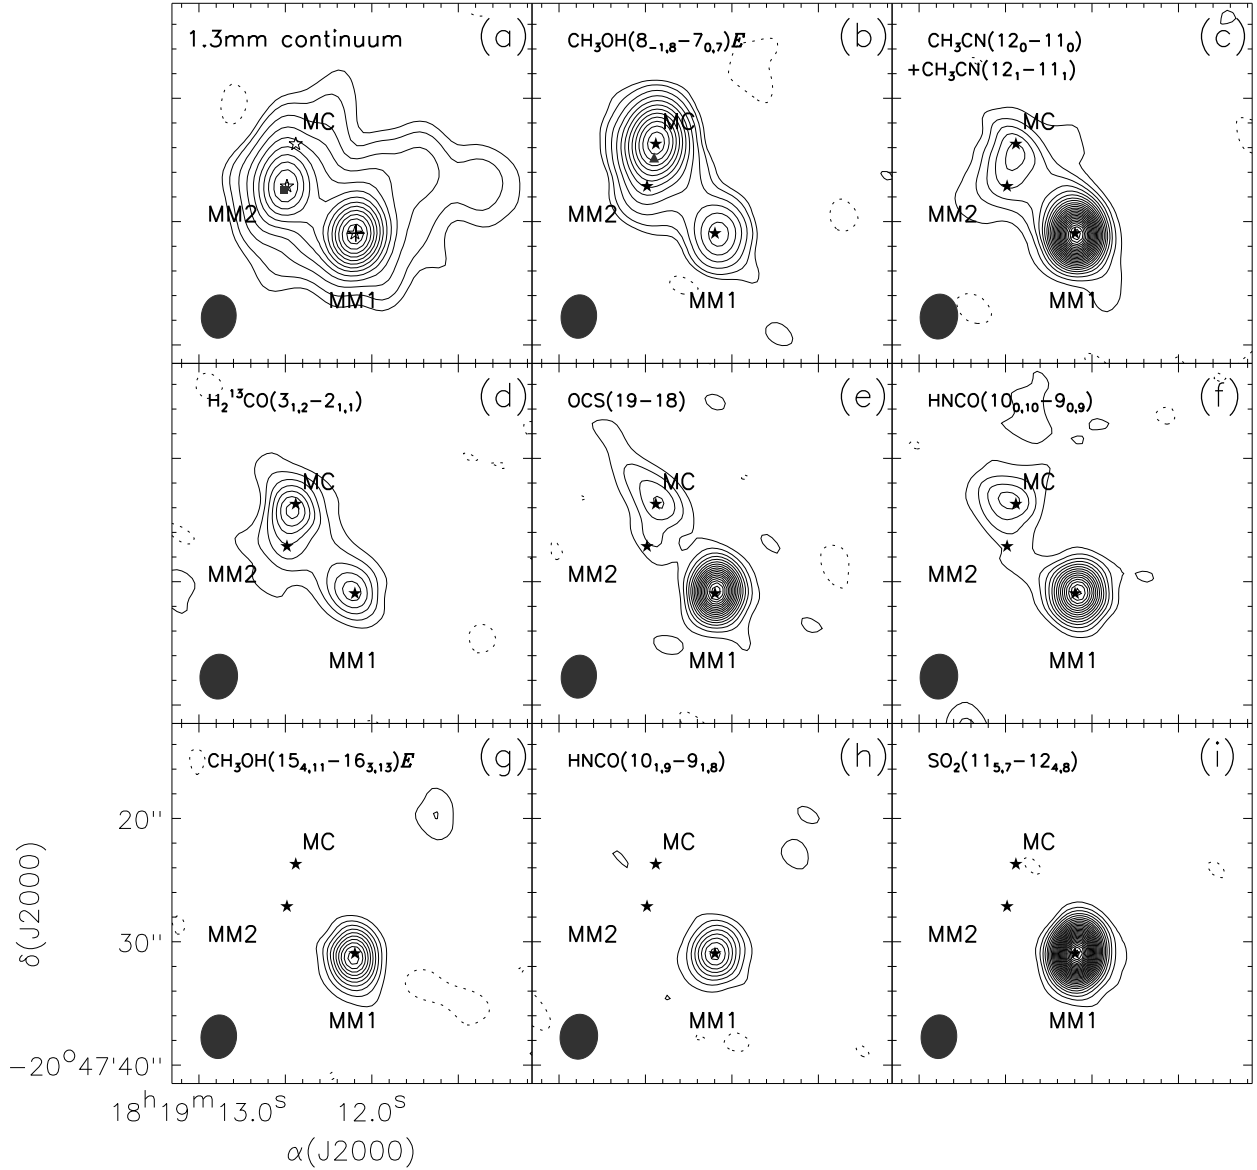 1.3mm continuum (a)
MC
MM2
MM1
CH₃OH(8₋₁,₈−7₀,₇)E (b)
MC
MM2
MM1
CH₃CN(12₀−11₀) (c)
+CH₃CN(12₁−11₁)
MC
MM2
MM1
H₂¹³CO(3₁,₂−2₁,₁) (d)
MC
MM2
MM1
OCS(19−18) (e)
MC
MM2
MM1
HNCO(10₀,₁₀−9₀,₉) (f)
MC
MM2
MM1
CH₃OH(15₄,₁₁−16₃,₁₃)E (g)
MC
MM2
MM1
HNCO(10₁,₉−9₁,₈) (h)
MC
MM2
MM1
SO₂(11₅,₇−12₄,₈) (i)
MC
MM2
MM1
20''
30''
−20°47'40''
δ(J2000)
18ʰ19ᵐ13.0ˢ 12.0ˢ
α(J2000)